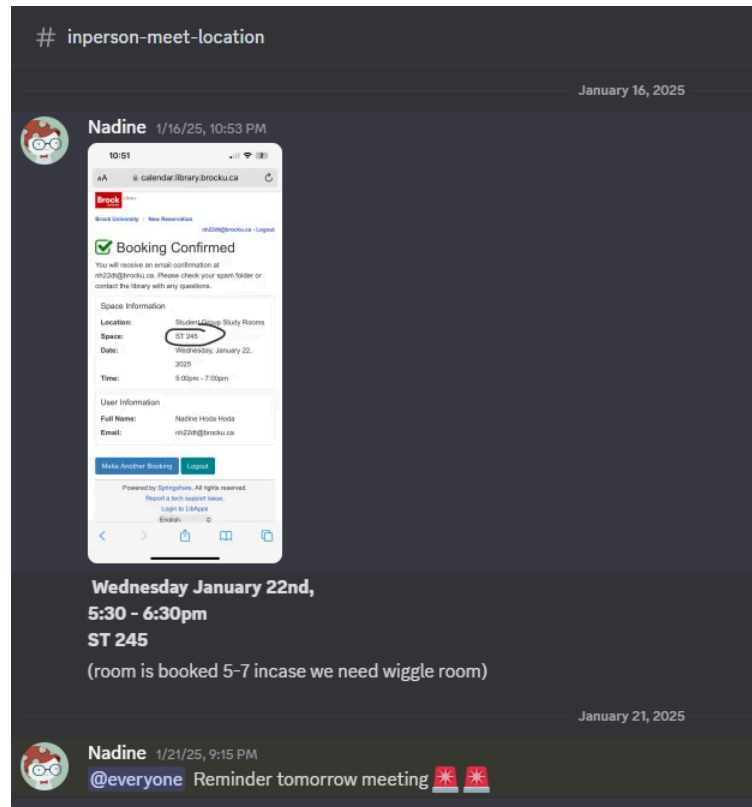 # inperson-meet-location
January 16, 2025
Nadine 1/16/25, 10:53 PM
10:51
2
AA calendar.library.brocku.ca
Brock Library
Brock University New Reservation
nh22dt@brocku.ca - Logout
Booking Confirmed
You will receive an email confirmation at
nh22dt@brocku.ca. Please check your spam folder or
contact the library with any questions.
Space Information
Location: Student Group Study Rooms
Space: ST 245
Date: Wednesday, January 22,
2025
Time: 5:00pm - 7:00pm
User Information
Full Name: Nadine Hoda Hoda
Email: nh22dt@brocku.ca
Make Another Booking Logout
Powered by Springshare. All rights reserved.
Report a tech support issue.
Login to LibApps
English
Wednesday January 22nd,
5:30 - 6:30pm
ST 245
(room is booked 5-7 incase we need wiggle room)
January 21, 2025
Nadine 1/21/25, 9:15 PM
@everyone Reminder tomorrow meeting 🚨 🚨